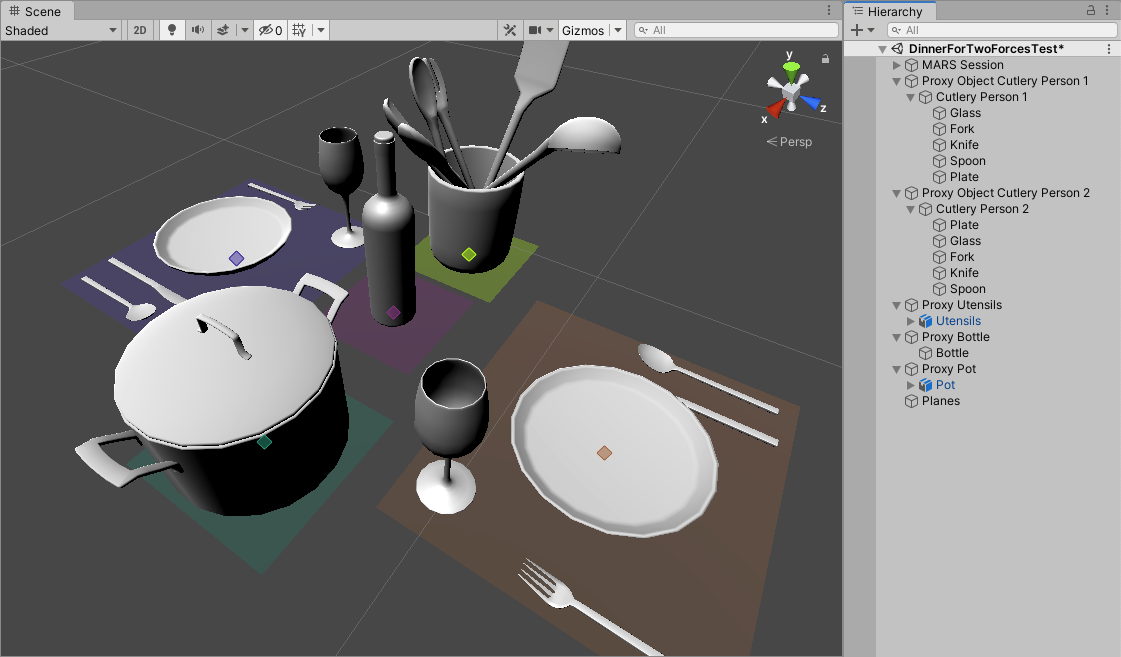 Scene
Shaded
2D
0
Gizmos
All
y
x
z
Persp
Hierarchy
All
DinnerForTwoForcesTest*
MARS Session
Proxy Object Cutlery Person 1
Cutlery Person 1
Glass
Fork
Knife
Spoon
Plate
Proxy Object Cutlery Person 2
Cutlery Person 2
Plate
Glass
Fork
Knife
Spoon
Proxy Utensils
Utensils
Proxy Bottle
Bottle
Proxy Pot
Pot
Planes